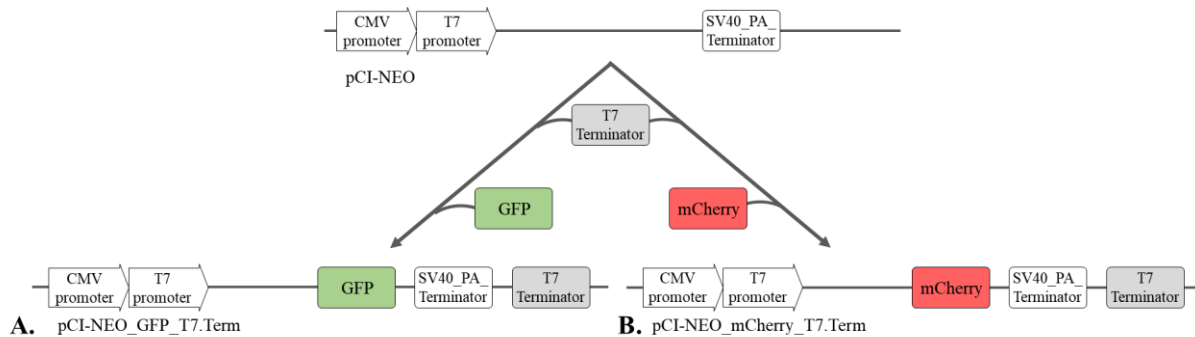 CMV
promoter
T7
promoter
SV40_PA_
Terminator
pCI-NEO
T7
Terminator
GFP
mCherry
CMV
promoter
T7
promoter
GFP
SV40_PA_
Terminator
T7
Terminator
A. pCI-NEO_GFP_T7.Term
CMV
promoter
T7
promoter
mCherry
SV40_PA_
Terminator
T7
Terminator
B. pCI-NEO_mCherry_T7.Term